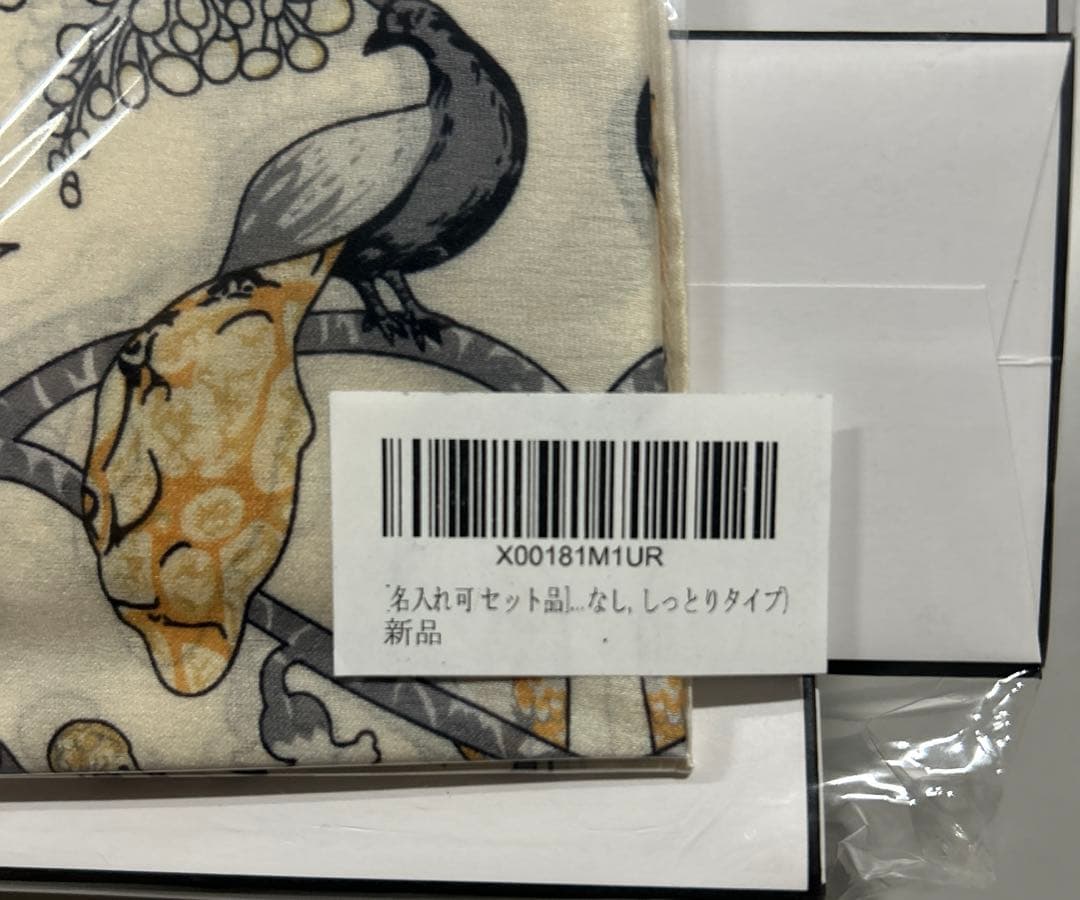 X00181M1UR
[名入れ可 セット品]...なし, しっとりタイプ)
新品